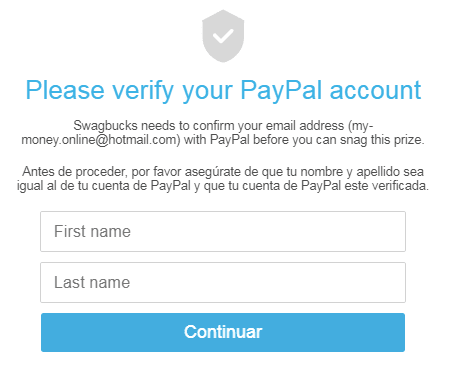 Please verify your PayPal account
Swagbucks needs to confirm your email address (my-
money.online@hotmail.com) with PayPal before you can snag this prize.
Antes de proceder, por favor asegúrate de que tu nombre y apellido sea
igual al de tu cuenta de PayPal y que tu cuenta de PayPal este verificada.
First name
Last name
Continuar